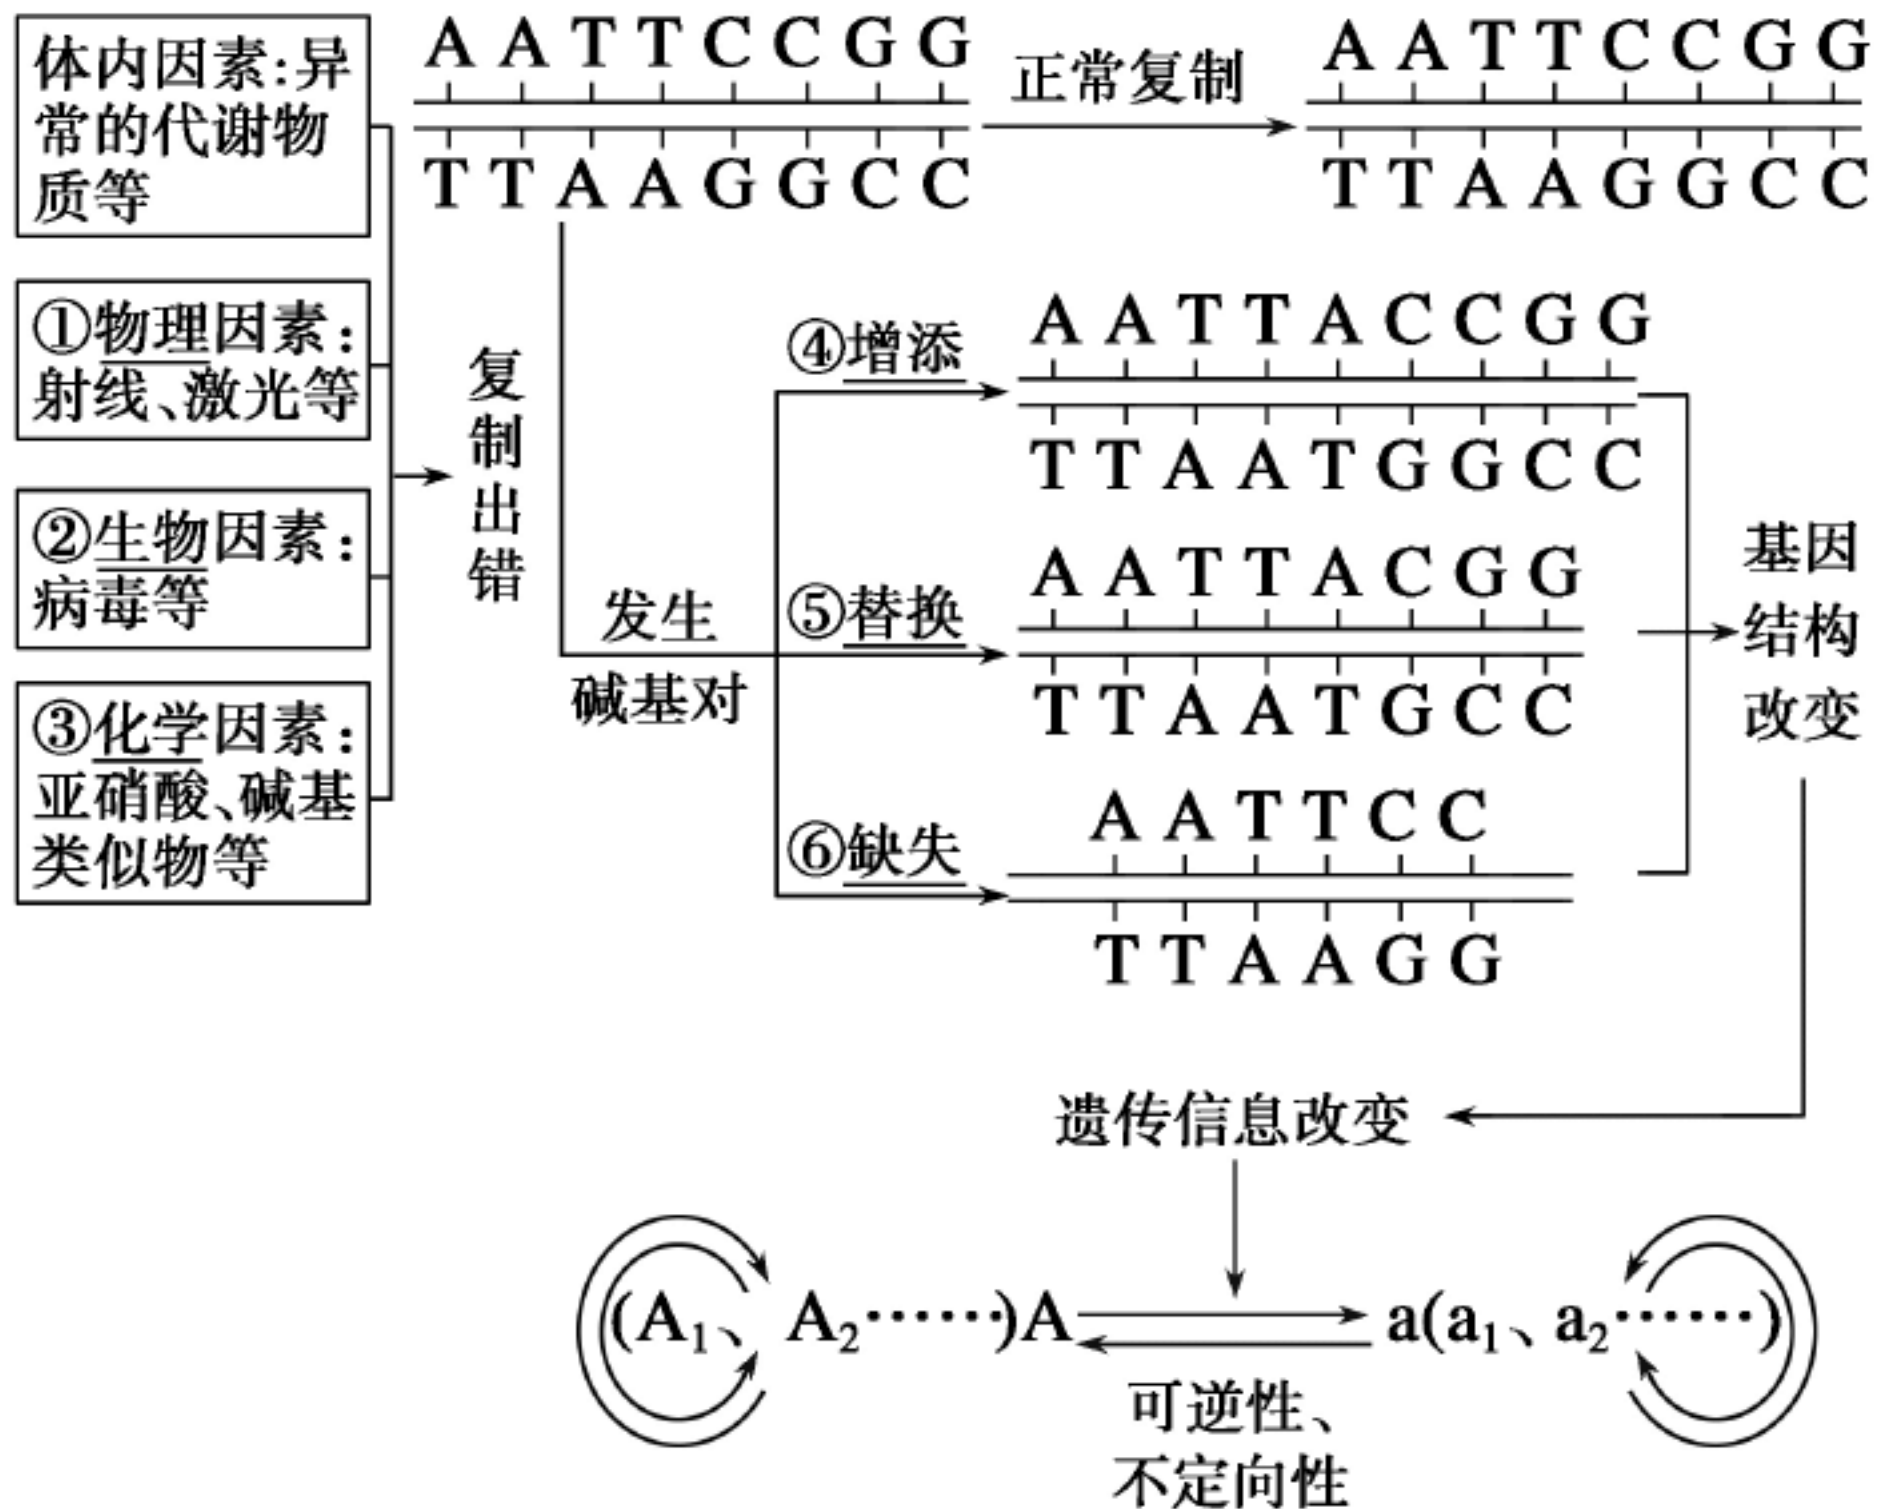 体内因素:异
常的代谢物
质等
①物理因素:
射线、激光等
②生物因素:
病毒等
③化学因素:
亚硝酸、碱基
类似物等
复
制
出
错
A A T T C C G G
T T A A G G C C
正常复制
A A T T C C G G
T T A A G G C C
发生
碱基对
④增添
A A T T A C C G G
T T A A T G G C C
⑤替换
A A T T A C G G
T T A A T G C C
⑥缺失
A A T T C C
T T A A G G
基因
结构
改变
遗传信息改变
(A₁、A₂⋯⋯)A
a(a₁、a₂⋯⋯)
可逆性、
不定向性